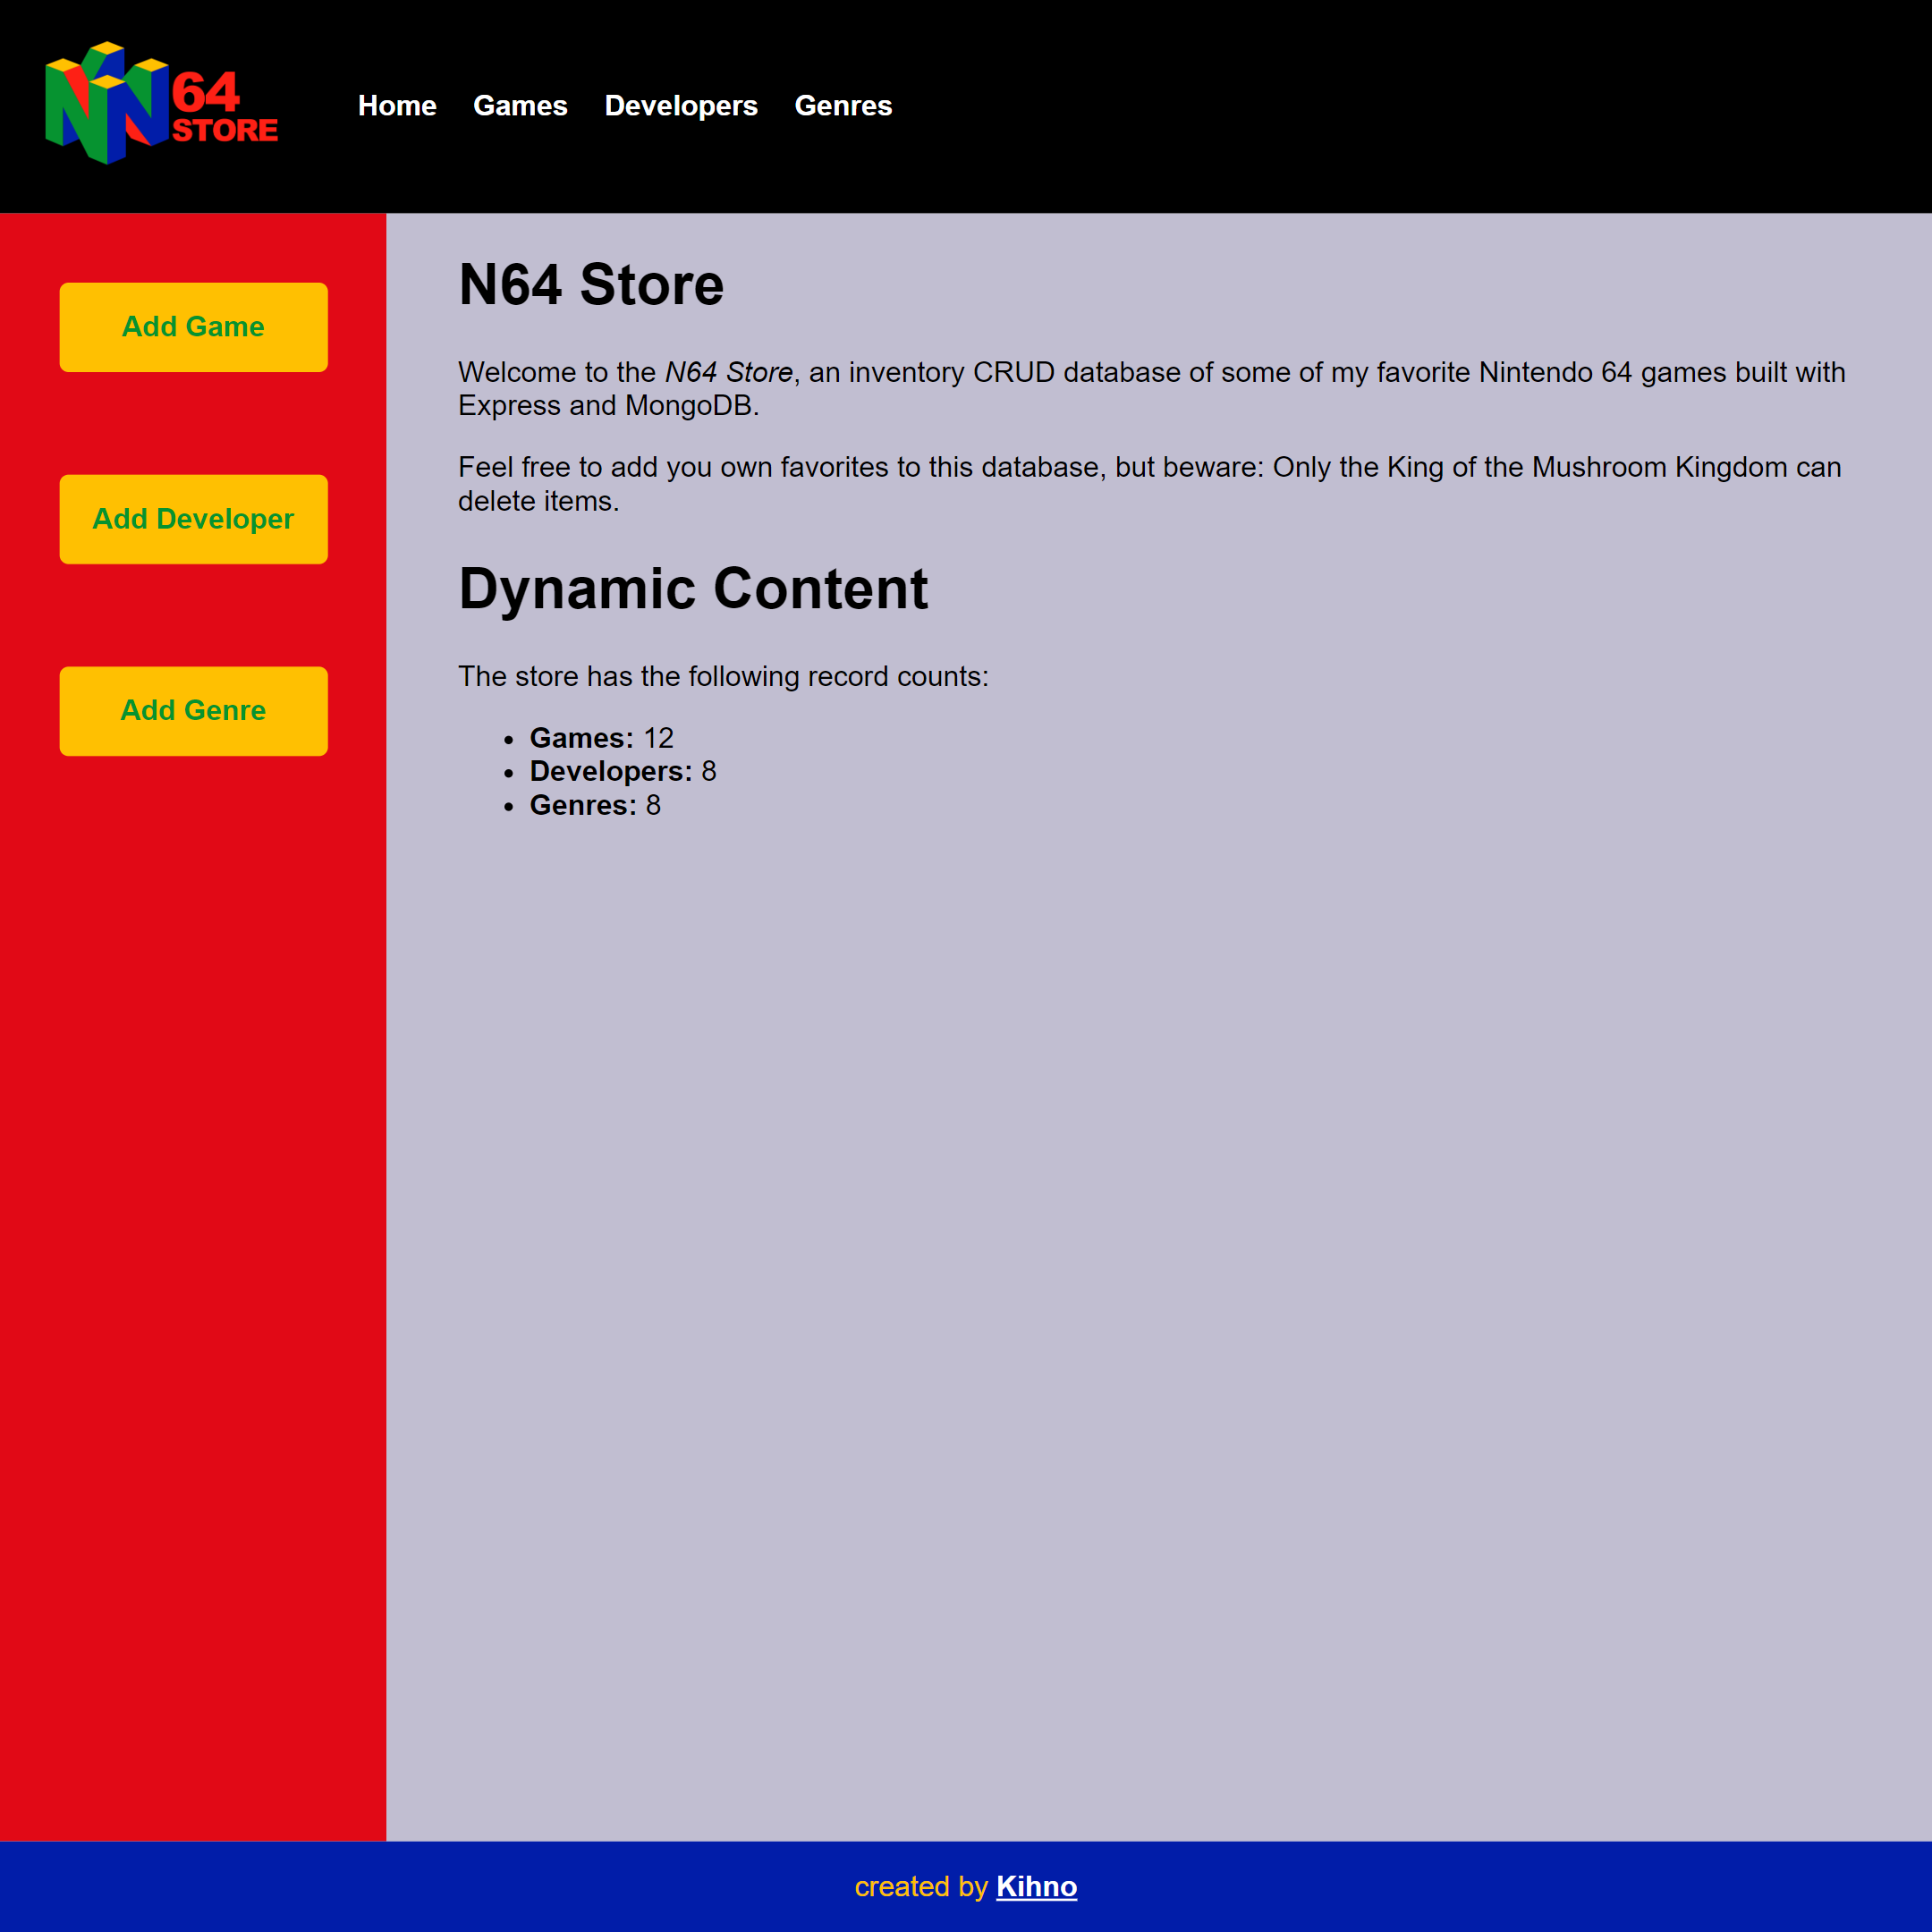 64
STORE
Home Games Developers Genres
Add Game
Add Developer
Add Genre
N64 Store
Welcome to the N64 Store, an inventory CRUD database of some of my favorite Nintendo 64 games built with
Express and MongoDB.
Feel free to add you own favorites to this database, but beware: Only the King of the Mushroom Kingdom can
delete items.
Dynamic Content
The store has the following record counts:
• Games: 12
• Developers: 8
• Genres: 8
created by Kihno